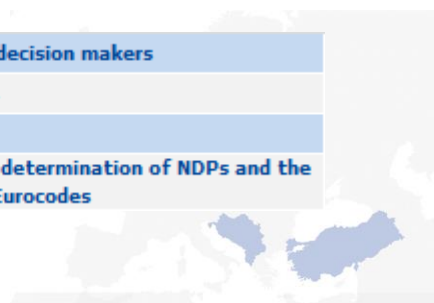 decision makers
determination of NDPs and the
Eurocodes